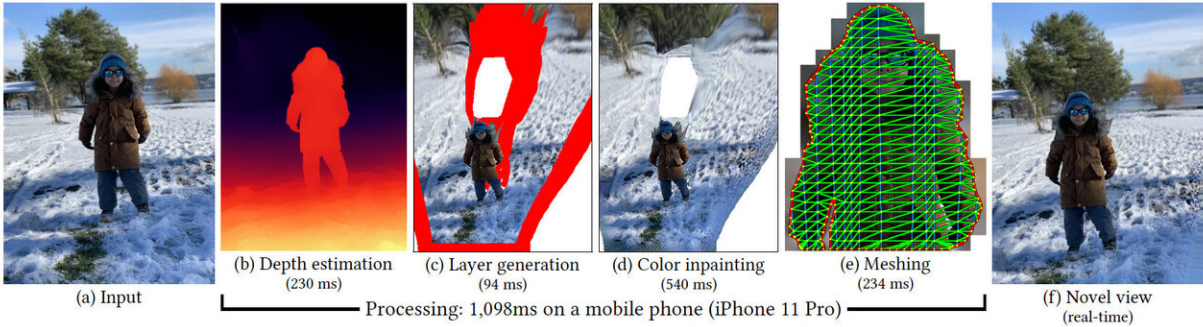 (a) Input
(b) Depth estimation
(230 ms)
(c) Layer generation
(94 ms)
(d) Color inpainting
(540 ms)
(e) Meshing
(234 ms)
(f) Novel view
(real-time)
Processing: 1,098ms on a mobile phone (iPhone 11 Pro)